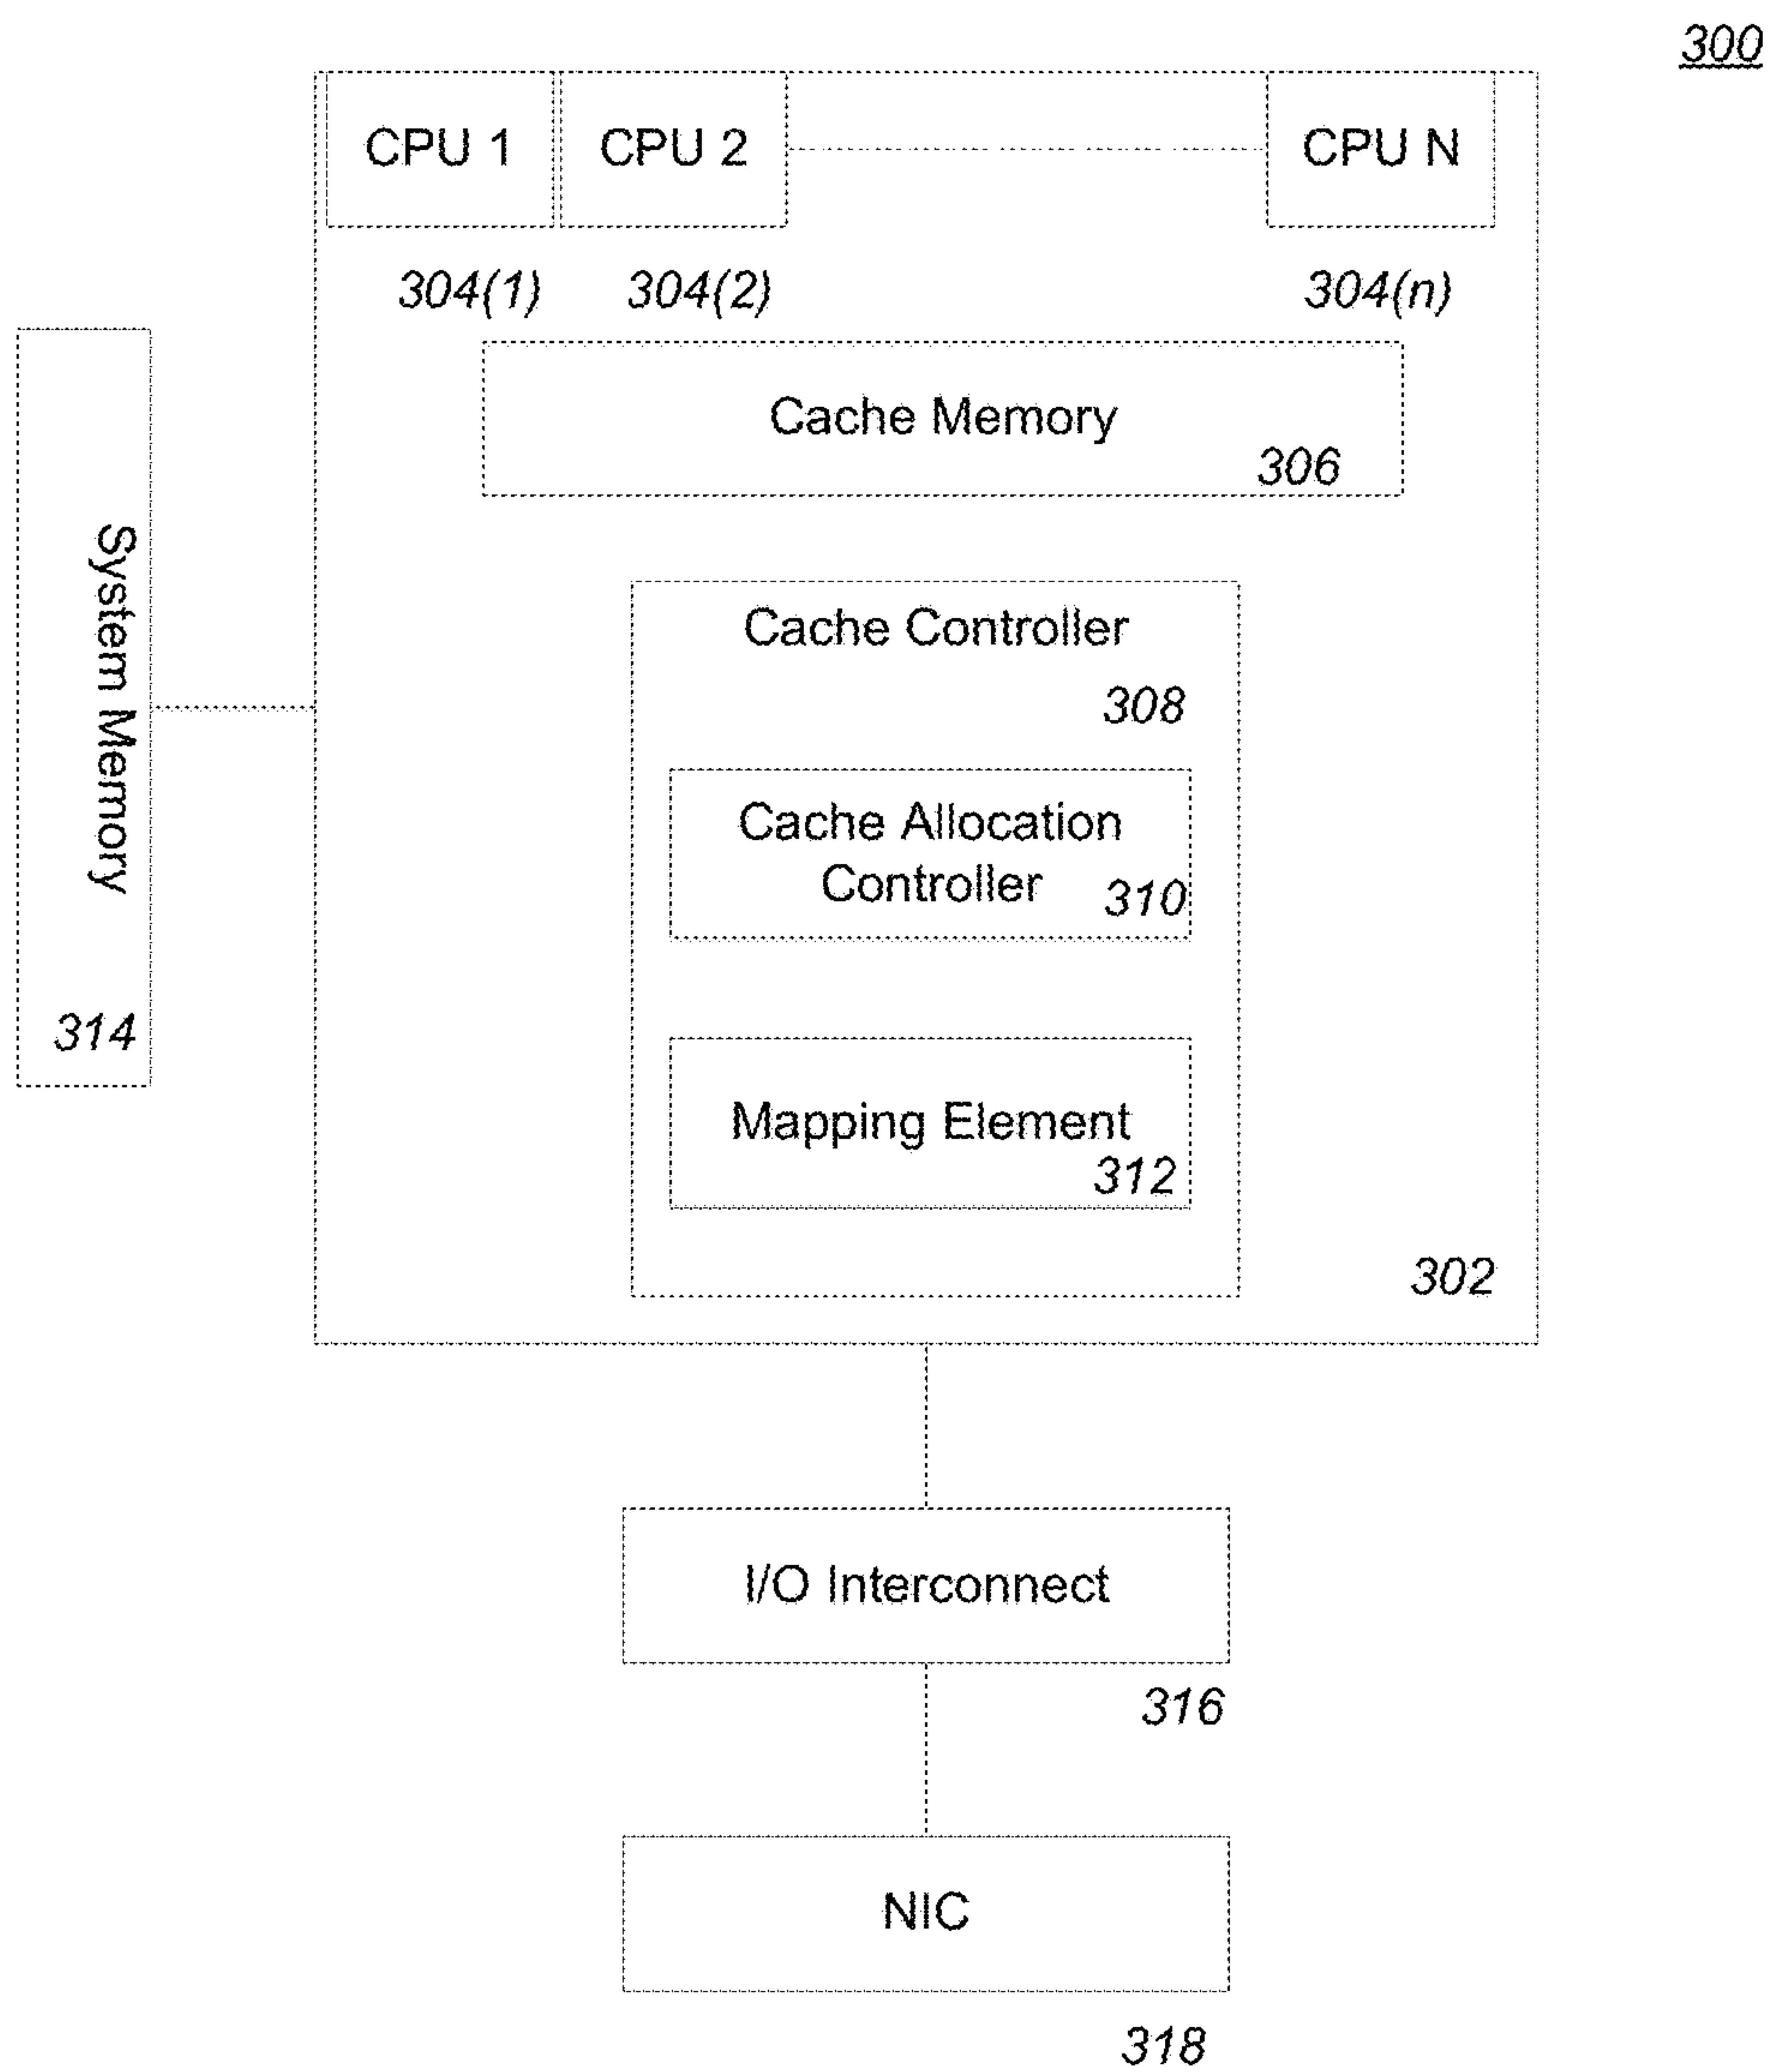 300
CPU 1
CPU 2
CPU N
304(1)
304(2)
304(n)
Cache Memory
306
System Memory
314
Cache Controller
308
Cache Allocation
Controller
310
Mapping Element
312
302
I/O Interconnect
316
NIC
318